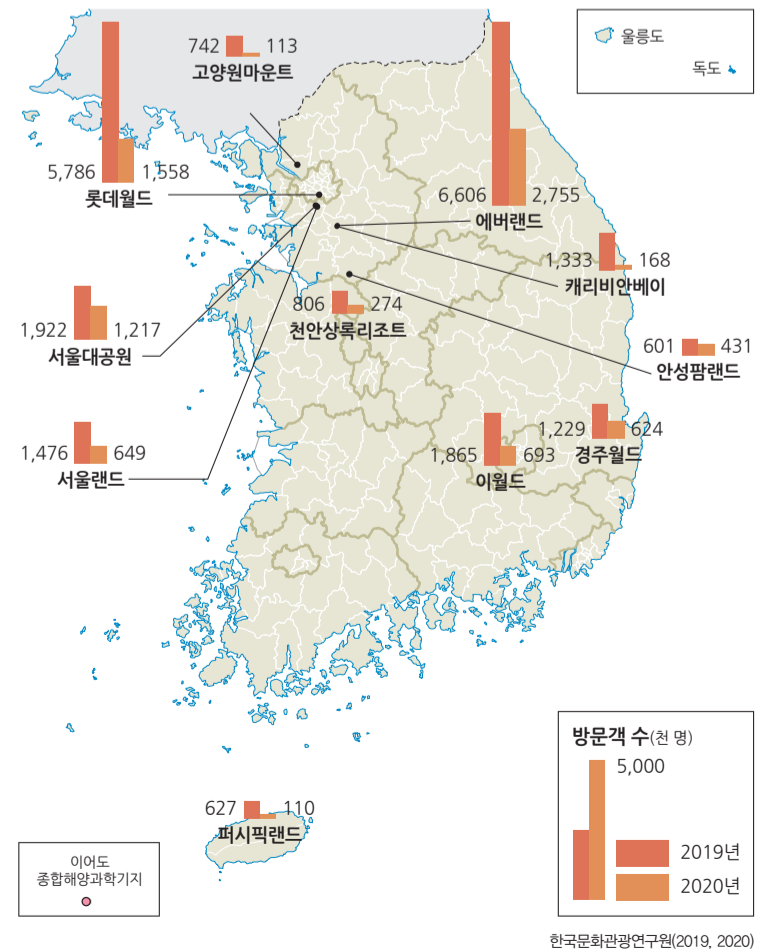 742 113
고양원마운트
울릉도
독도
5,786 1,558
롯데월드
6,606 2,755
에버랜드
1,333 168
캐리비안베이
806 274
천안상록리조트
1,922 1,217
서울대공원
601 431
안성팜랜드
1,476 649
서울랜드
1,865 693
이월드
1,229 624
경주월드
627 110
퍼시픽랜드
이어도
종합해양과학기지
방문객 수(천 명)
5,000
2019년
2020년
한국문화관광연구원(2019, 2020)